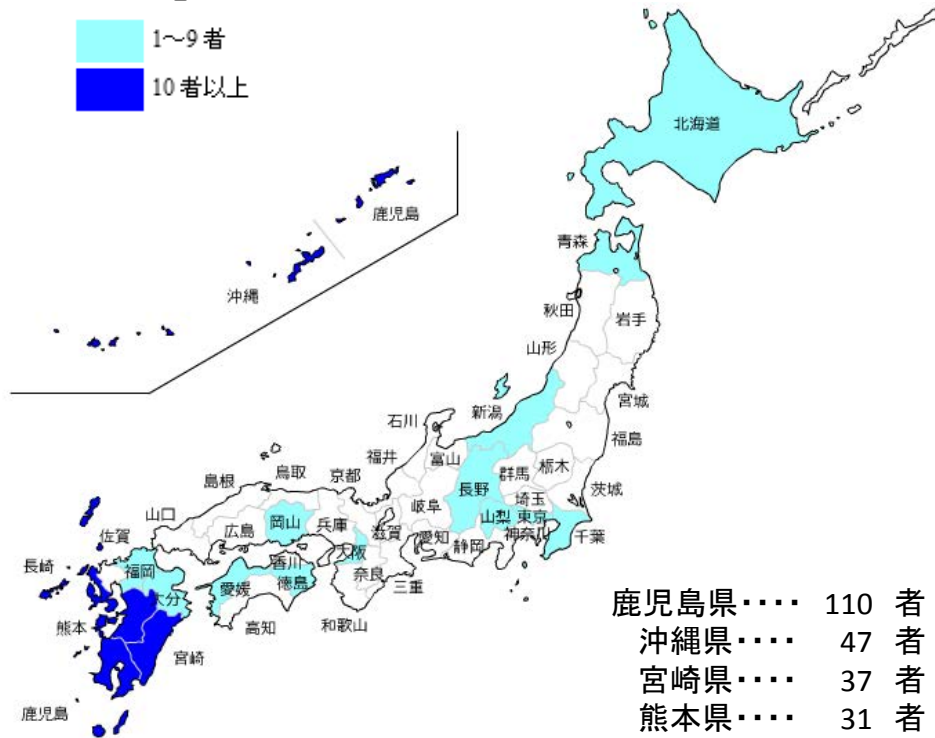 1～9者
10者以上
北海道
鹿児島
沖縄
青森
秋田
岩手
山形
宮城
新潟
石川
福島
富山
福井
群馬
栃木
鳥取
京都
島根
長野
茨城
岐阜
埼玉
山口
岡山
兵庫
滋賀
山梨
東京
広島
愛知
神奈川
千葉
佐賀
静岡
大阪
香川
長崎
福岡
奈良
愛媛
徳島
三重
大分
高知
和歌山
熊本
宮崎
鹿児島
鹿児島県････ 110 者
沖縄県････ 47 者
宮崎県････ 37 者
熊本県････ 31 者